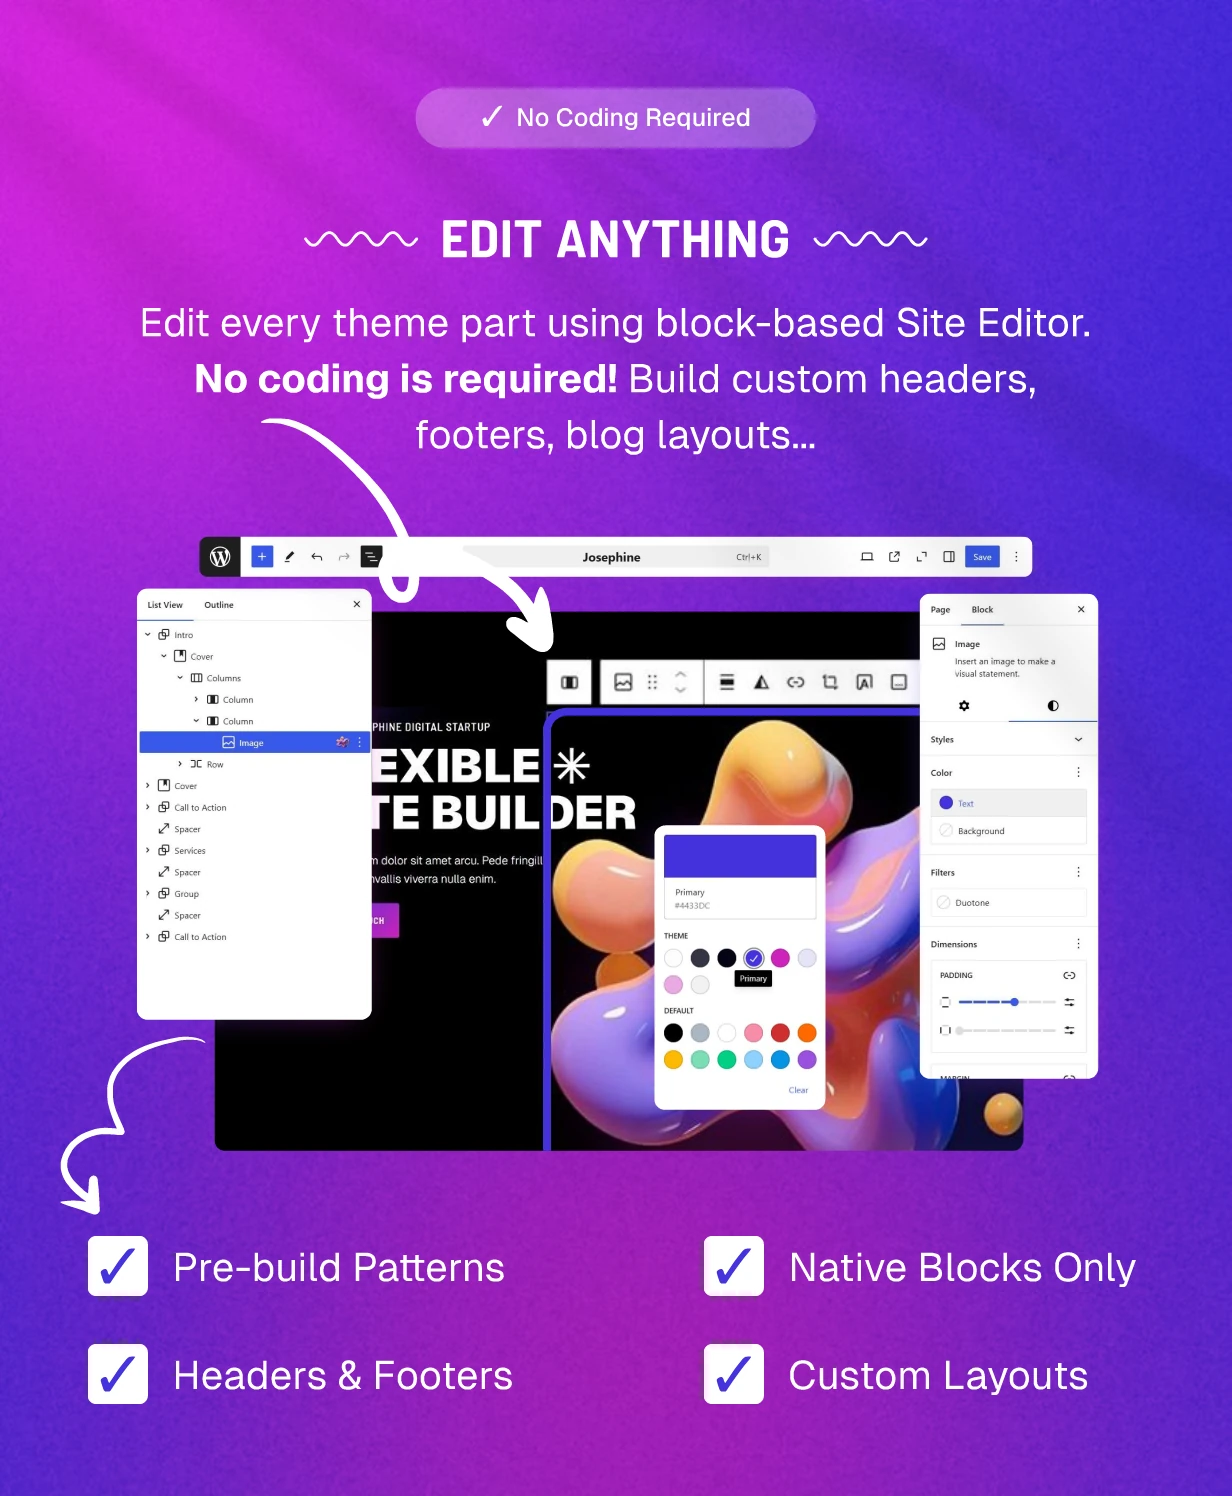 ✓ No Coding Required
EDIT ANYTHING
Edit every theme part using block-based Site Editor.
No coding is required! Build custom headers,
footers, blog layouts...
Josephine
Ctrl+K
Save
List View
Outline
Intro
Cover
Columns
Column
Column
Image
Row
Cover
Call to Action
Spacer
Services
Spacer
Group
Spacer
Call to Action
PHINE DIGITAL STARTUP
EXIBLE
TE BUILDER
m dolor sit amet arcu. Pede fringill
nvallis viverra nulla enim.
CH
Primary
#4433DC
THEME
Primary
DEFAULT
Clear
Page
Block
Image
Insert an image to make a
visual statement.
Styles
Color
Text
Background
Filters
Duotone
Dimensions
PADDING
MARGIN
Pre-build Patterns
Native Blocks Only
Headers & Footers
Custom Layouts